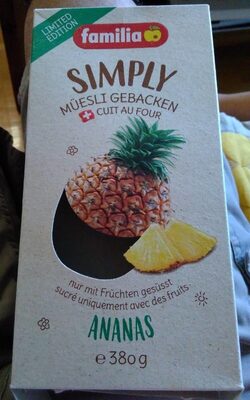 LIMITED
EDITION
familia
SIMPLY
MÜESLI GEBACKEN
CUIT AU FOUR
nur mit Früchten gesüsst
sucré uniquement avec des fruits
ANANAS
e 380 g